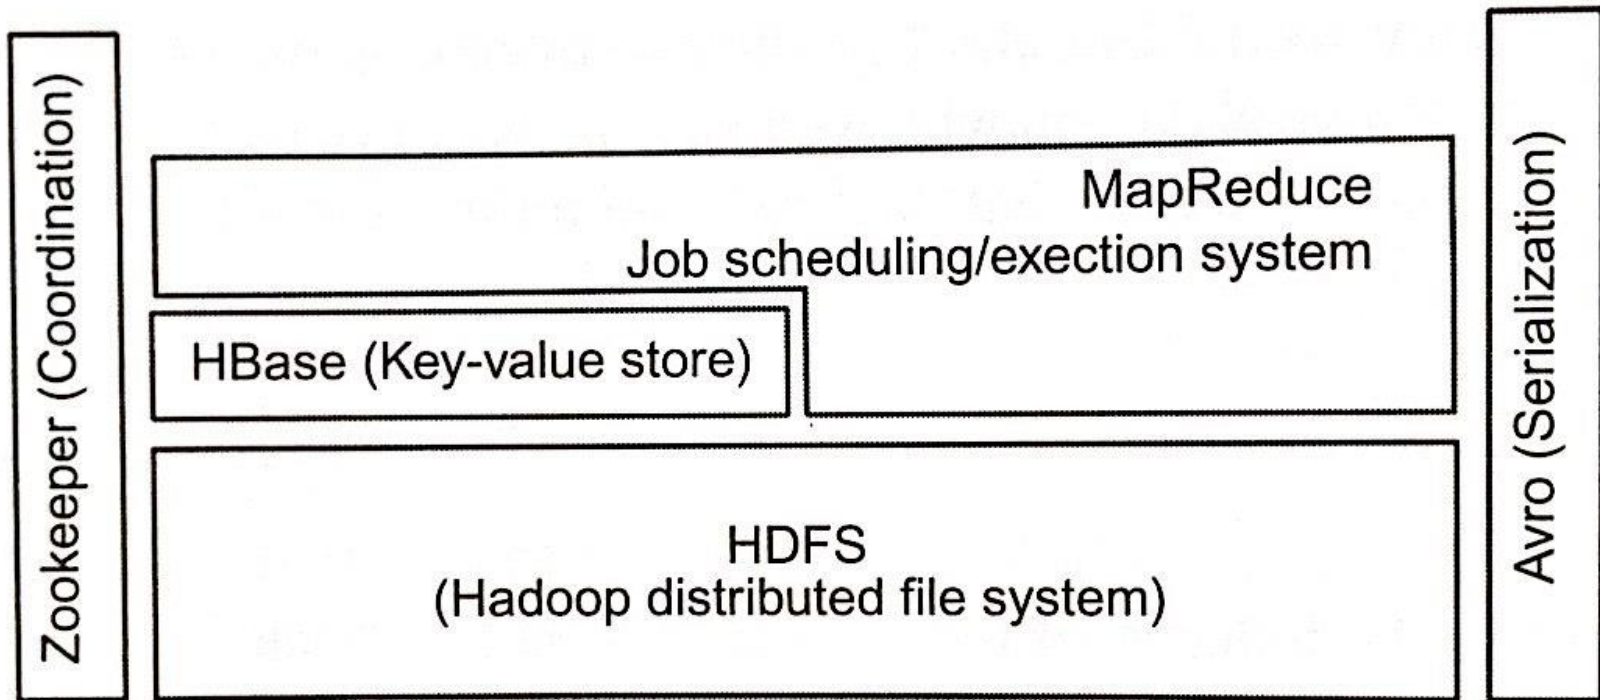 Zookeeper (Coordination)
MapReduce
Job scheduling/exection system
HBase (Key-value store)
HDFS
(Hadoop distributed file system)
Avro (Serialization)